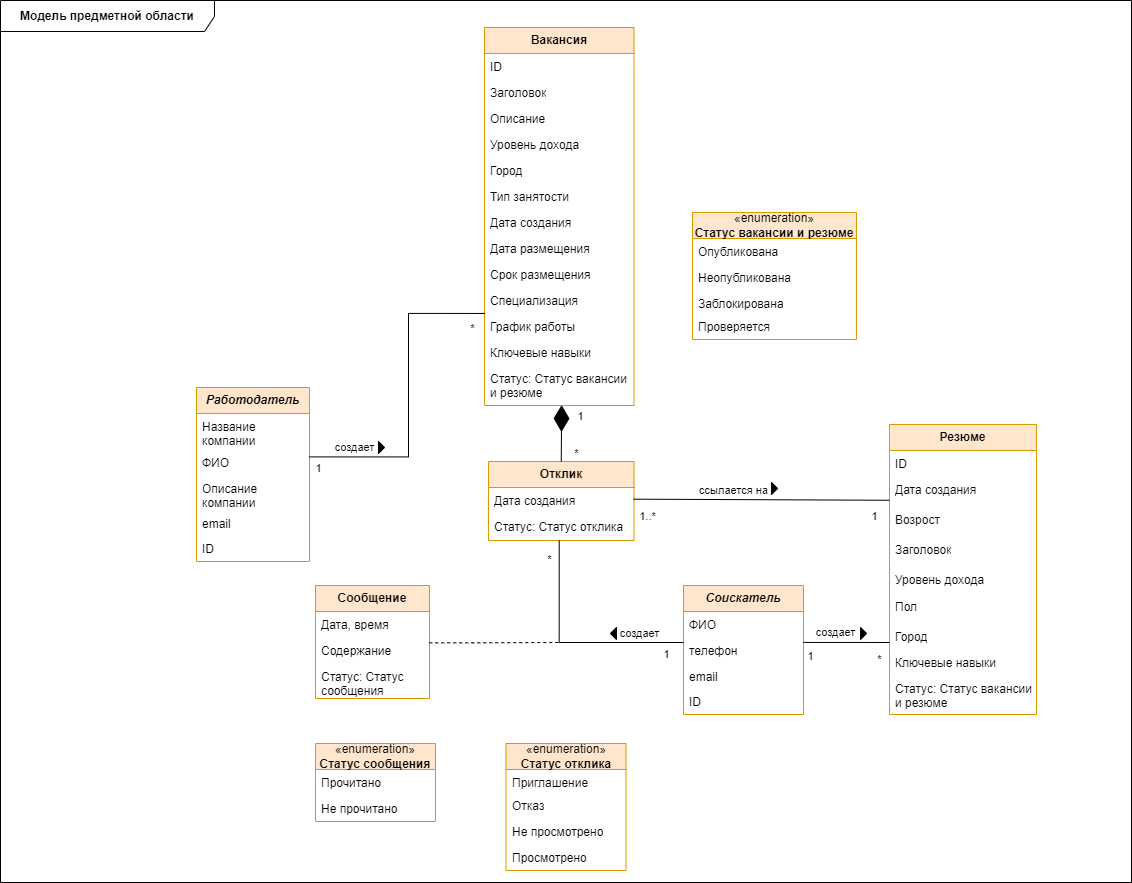 Модель предметной области
Вакансия
ID
Заголовок
Описание
Уровень дохода
Город
Тип занятости
Дата создания
Дата размещения
Срок размещения
Специализация
График работы
Ключевые навыки
Статус: Статус вакансии
и резюме
«enumeration»
Статус вакансии и резюме
Опубликована
Неопубликована
Заблокирована
Проверяется
*
Работодатель
Название
компании
ФИО
Описание
компании
email
ID
создает
1
1
*
Отклик
Дата создания
Статус: Статус отклика
ссылается на
1..*
1
*
Резюме
ID
Дата создания
Возраст
Заголовок
Уровень дохода
Пол
Город
Ключевые навыки
Статус: Статус вакансии
и резюме
Сообщение
Дата, время
Содержание
Статус: Статус
сообщения
создает
1
Соискатель
ФИО
телефон
email
ID
создает
1
*
«enumeration»
Статус сообщения
Прочитано
Не прочитано
«enumeration»
Статус отклика
Приглашение
Отказ
Не просмотрено
Просмотрено